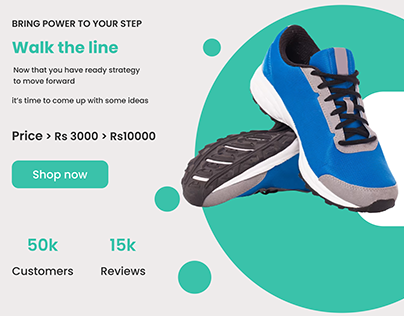 BRING POWER TO YOUR STEP
Walk the line
Now that you have ready strategy
to move forward
it's time to come up with some ideas
Price > Rs 3000 > Rs10000
Shop now
50k
15k
Customers
Reviews